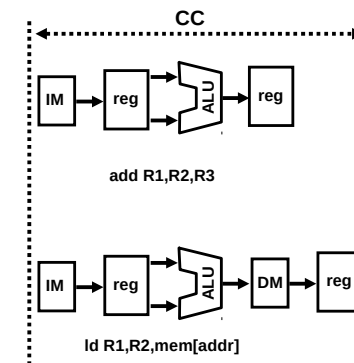 CC
IM
reg
ALU
reg
add R1,R2,R3
IM
reg
ALU
DM
reg
ld R1,R2,mem[addr]